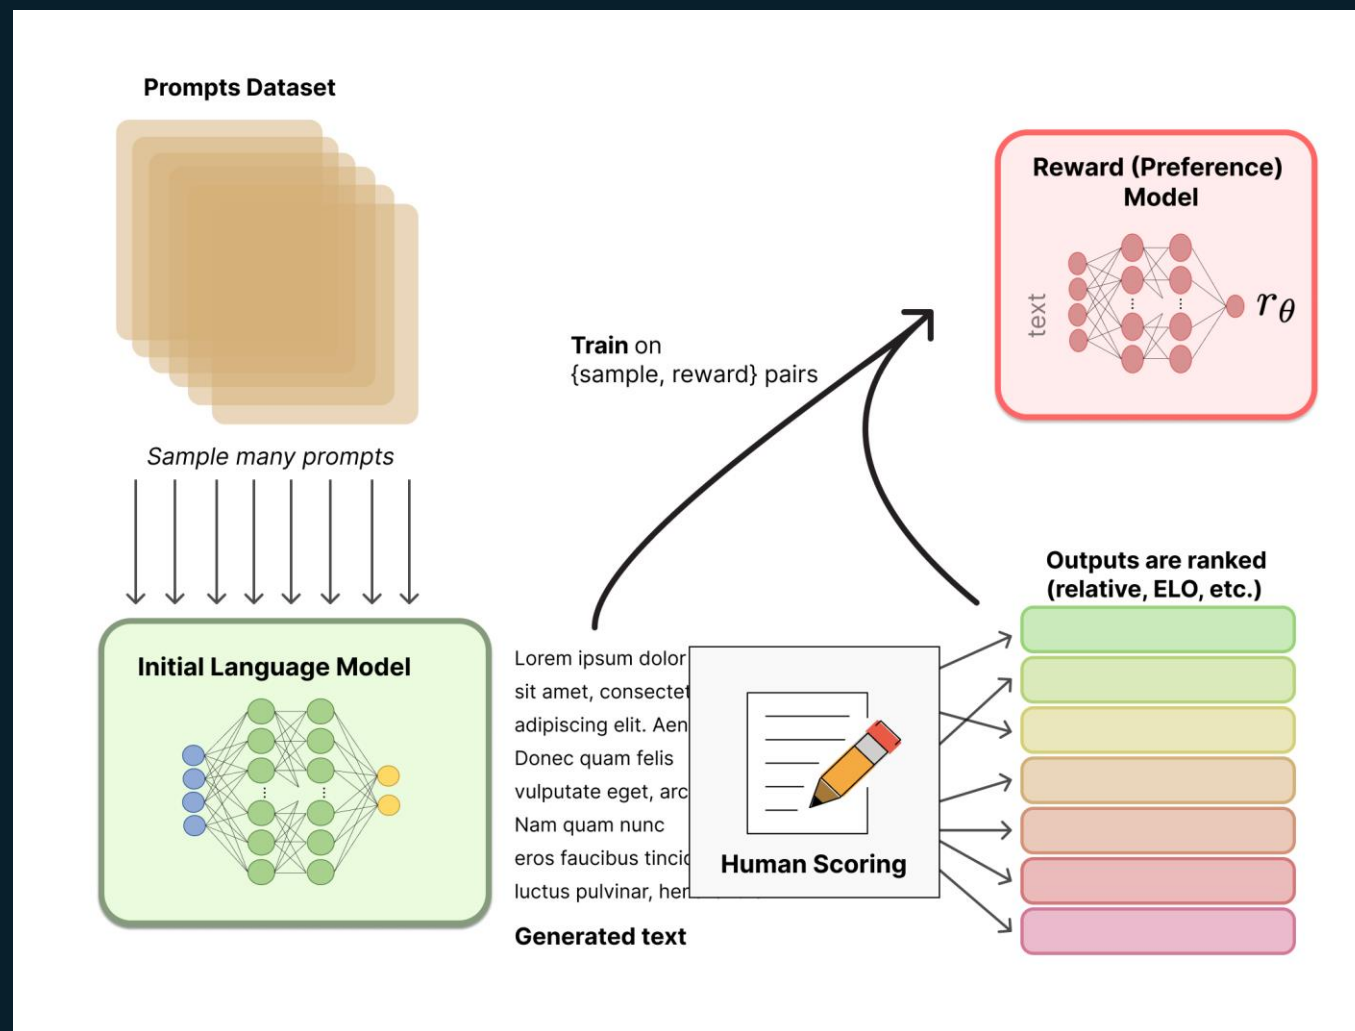 Prompts Dataset
Sample many prompts
Initial Language Model
Train on
{sample, reward} pairs
Lorem ipsum dolor
sit amet, consectet
adipiscing elit. Aen
Donec quam felis
vulputate eget, arc
Nam quam nunc
eros faucibus tincid
luctus pulvinar, her
Generated text
Human Scoring
Reward (Preference)
Model
text
rθ
Outputs are ranked
(relative, ELO, etc.)